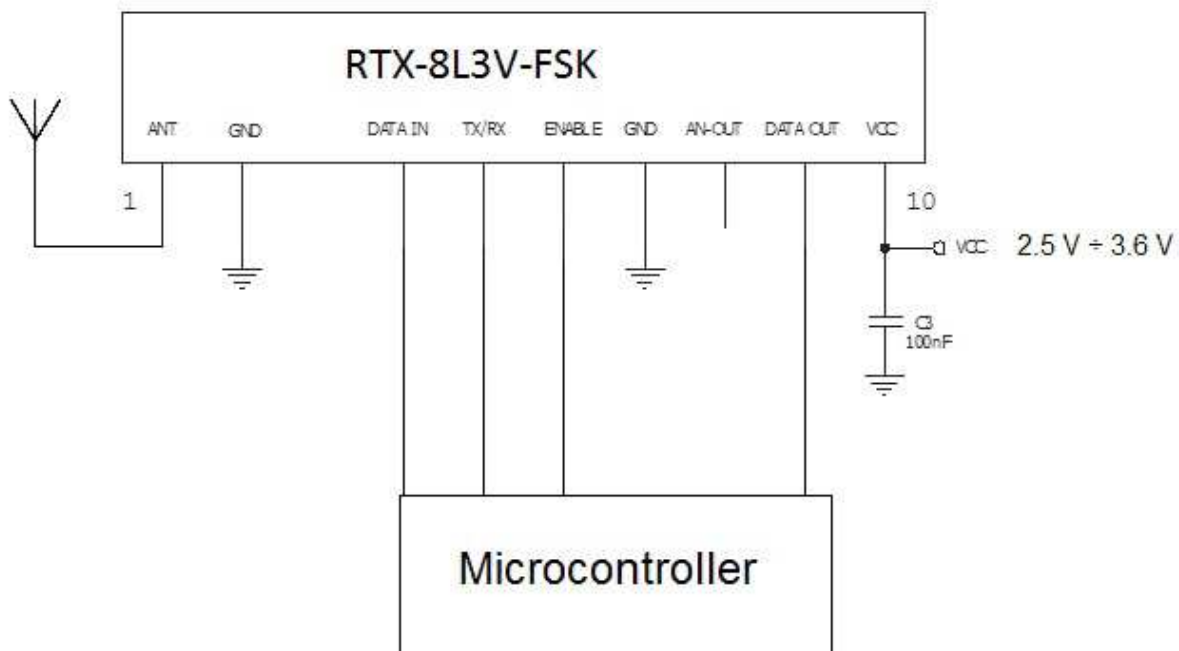 RTX-8L3V-FSK
ANT GND DATA IN TX/RX ENABLE GND AN-OUT DATA OUT VCC
1 10
VCC 2.5 V ÷ 3.6 V
C3
100nF
Microcontroller